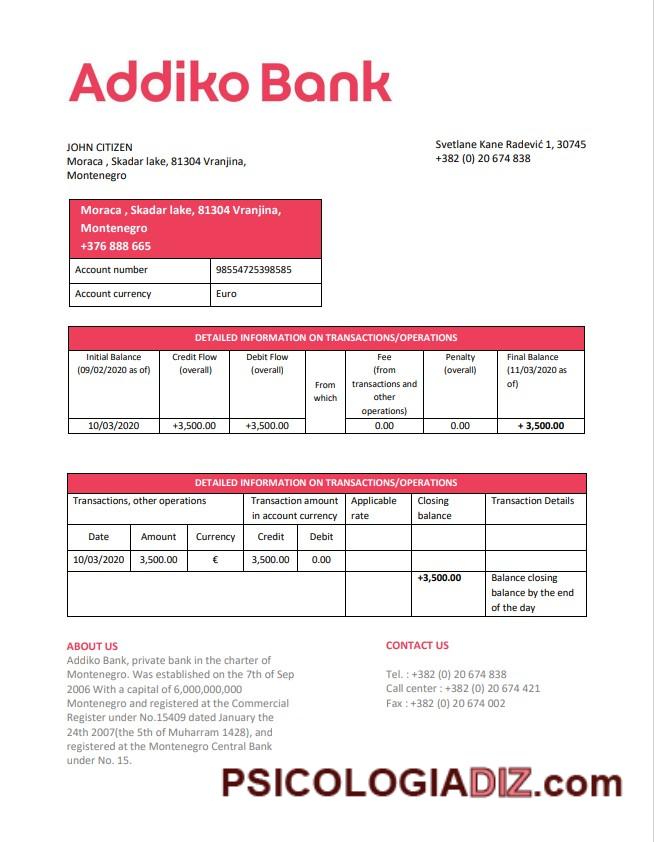 Addiko Bank
JOHN CITIZEN
Moraca , Skadar lake, 81304 Vranjina,
Montenegro
Svetlane Kane Radević 1, 30745
+382 (0) 20 674 838
Moraca , Skadar lake, 81304 Vranjina,
Montenegro
+376 888 665
Account number 98554725398585
Account currency Euro
DETAILED INFORMATION ON TRANSACTIONS/OPERATIONS
Initial Balance (09/02/2020 as of) Credit Flow (overall) Debit Flow (overall) From which Fee (from transactions and other operations) Penalty (overall) Final Balance (11/03/2020 as of)
10/03/2020 +3,500.00 +3,500.00 0.00 0.00 + 3,500.00
DETAILED INFORMATION ON TRANSACTIONS/OPERATIONS
Transactions, other operations Transaction amount in account currency Applicable rate Closing balance Transaction Details
Date Amount Currency Credit Debit
10/03/2020 3,500.00 € 3,500.00 0.00
+3,500.00 Balance closing balance by the end of the day
ABOUT US
Addiko Bank, private bank in the charter of
Montenegro. Was established on the 7th of Sep
2006 With a capital of 6,000,000,000
Montenegro and registered at the Commercial
Register under No.15409 dated January the
24th 2007(the 5th of Muharram 1428), and
registered at the Montenegro Central Bank
under No. 15.
CONTACT US
Tel. : +382 (0) 20 674 838
Call center : +382 (0) 20 674 421
Fax : +382 (0) 20 674 002
PSICOLOGIADIZ.com